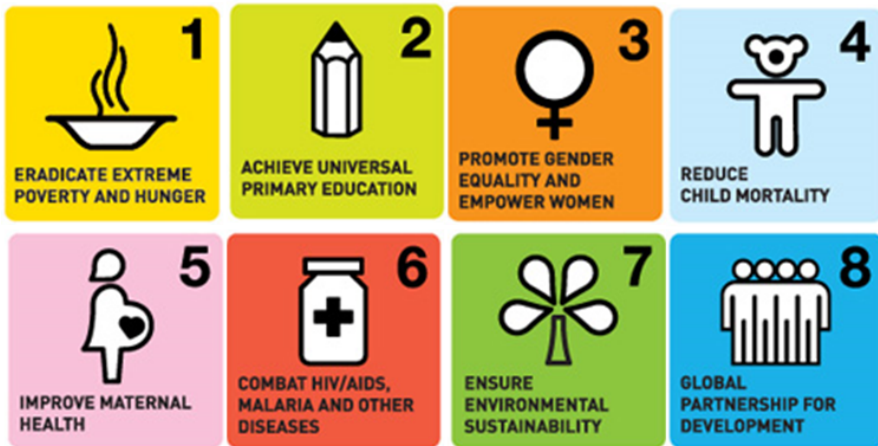 1
ERADICATE EXTREME
POVERTY AND HUNGER
2
ACHIEVE UNIVERSAL
PRIMARY EDUCATION
3
PROMOTE GENDER
EQUALITY AND
EMPOWER WOMEN
4
REDUCE
CHILD MORTALITY
5
IMPROVE MATERNAL
HEALTH
6
COMBAT HIV/AIDS,
MALARIA AND OTHER
DISEASES
7
ENSURE
ENVIRONMENTAL
SUSTAINABILITY
8
GLOBAL
PARTNERSHIP FOR
DEVELOPMENT